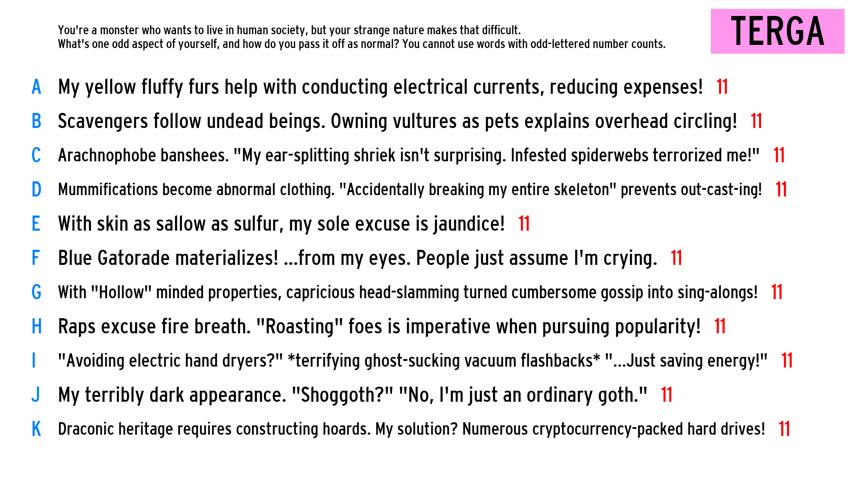 You're a monster who wants to live in human society, but your strange nature makes that difficult.
What's one odd aspect of yourself, and how do you pass it off as normal? You cannot use words with odd-lettered number counts.
TERGA
A My yellow fluffy furs help with conducting electrical currents, reducing expenses! 11
B Scavengers follow undead beings. Owning vultures as pets explains overhead circling! 11
C Arachnophobe banshees. "My ear-splitting shriek isn't surprising. Infested spiderwebs terrorized me!" 11
D Mummifications become abnormal clothing. "Accidentally breaking my entire skeleton" prevents out-cast-ing! 11
E With skin as sallow as sulfur, my sole excuse is jaundice! 11
F Blue Gatorade materializes! ...from my eyes. People just assume I'm crying. 11
G With "Hollow" minded properties, capricious head-slamming turned cumbersome gossip into sing-alongs! 11
H Raps excuse fire breath. "Roasting" foes is imperative when pursuing popularity! 11
I "Avoiding electric hand dryers?" *terrifying ghost-sucking vacuum flashbacks* "...Just saving energy!" 11
J My terribly dark appearance. "Shoggoth?" "No, I'm just an ordinary goth." 11
K Draconic heritage requires constructing hoards. My solution? Numerous cryptocurrency-packed hard drives! 11